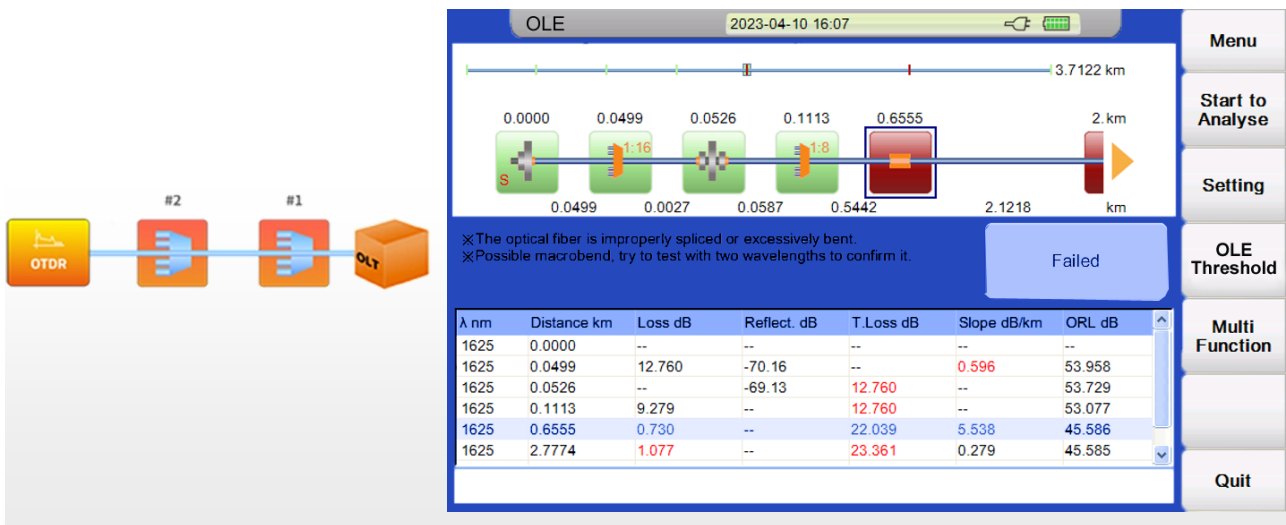 #2
#1
OTDR
OLT
OLE
2023-04-10 16:07
3.7122 km
0.0000 0.0499 0.0526 0.1113 0.6555 2. km
1:16 1:8
S
0.0499 0.0027 0.0587 0.5442 2.1218 km
※The optical fiber is improperly spliced or excessively bent.
※Possible macrobend, try to test with two wavelengths to confirm it.
Failed
λ nm Distance km Loss dB Reflect. dB T.Loss dB Slope dB/km ORL dB
1625 0.0000 -- -- -- -- --
1625 0.0499 12.760 -70.16 -- 0.596 53.958
1625 0.0526 -- -69.13 12.760 -- 53.729
1625 0.1113 9.279 -- 12.760 -- 53.077
1625 0.6555 0.730 -- 22.039 5.538 45.586
1625 2.7774 1.077 -- 23.361 0.279 45.585
Menu
Start to
Analyse
Setting
OLE
Threshold
Multi
Function
Quit